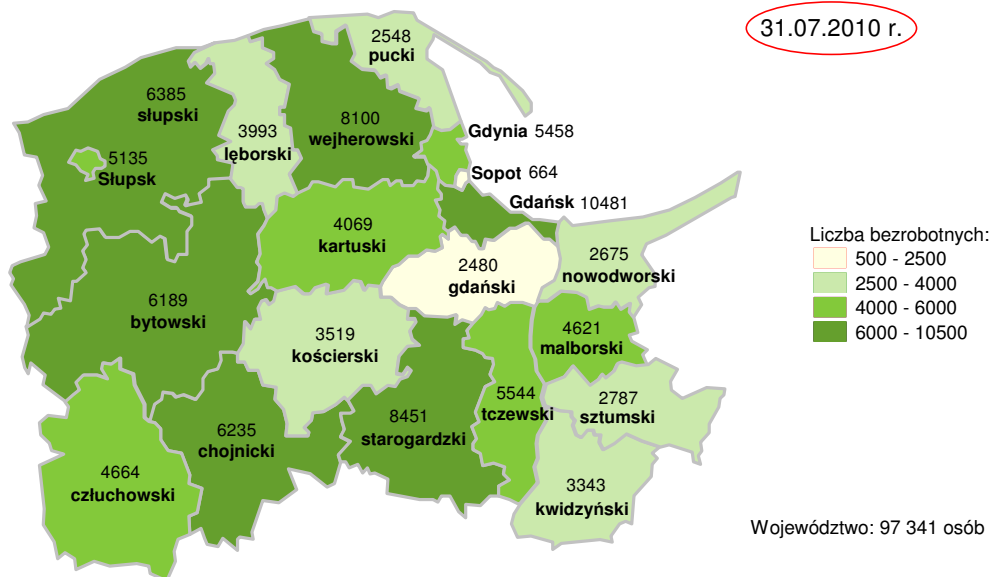 31.07.2010 r.
2548
pucki
6385
słupski
8100
wejherowski
3993
lęborski
Gdynia 5458
5135
Słupsk
Sopot 664
Gdańsk 10481
4069
kartuski
2675
nowodworski
2480
gdański
Liczba bezrobotnych:
500 - 2500
2500 - 4000
4000 - 6000
6000 - 10500
6189
bytowski
3519
kościerski
4621
malborski
5544
tczewski
2787
sztumski
8451
starogardzki
6235
chojnicki
4664
człuchowski
3343
kwidzyński
Województwo: 97 341 osób